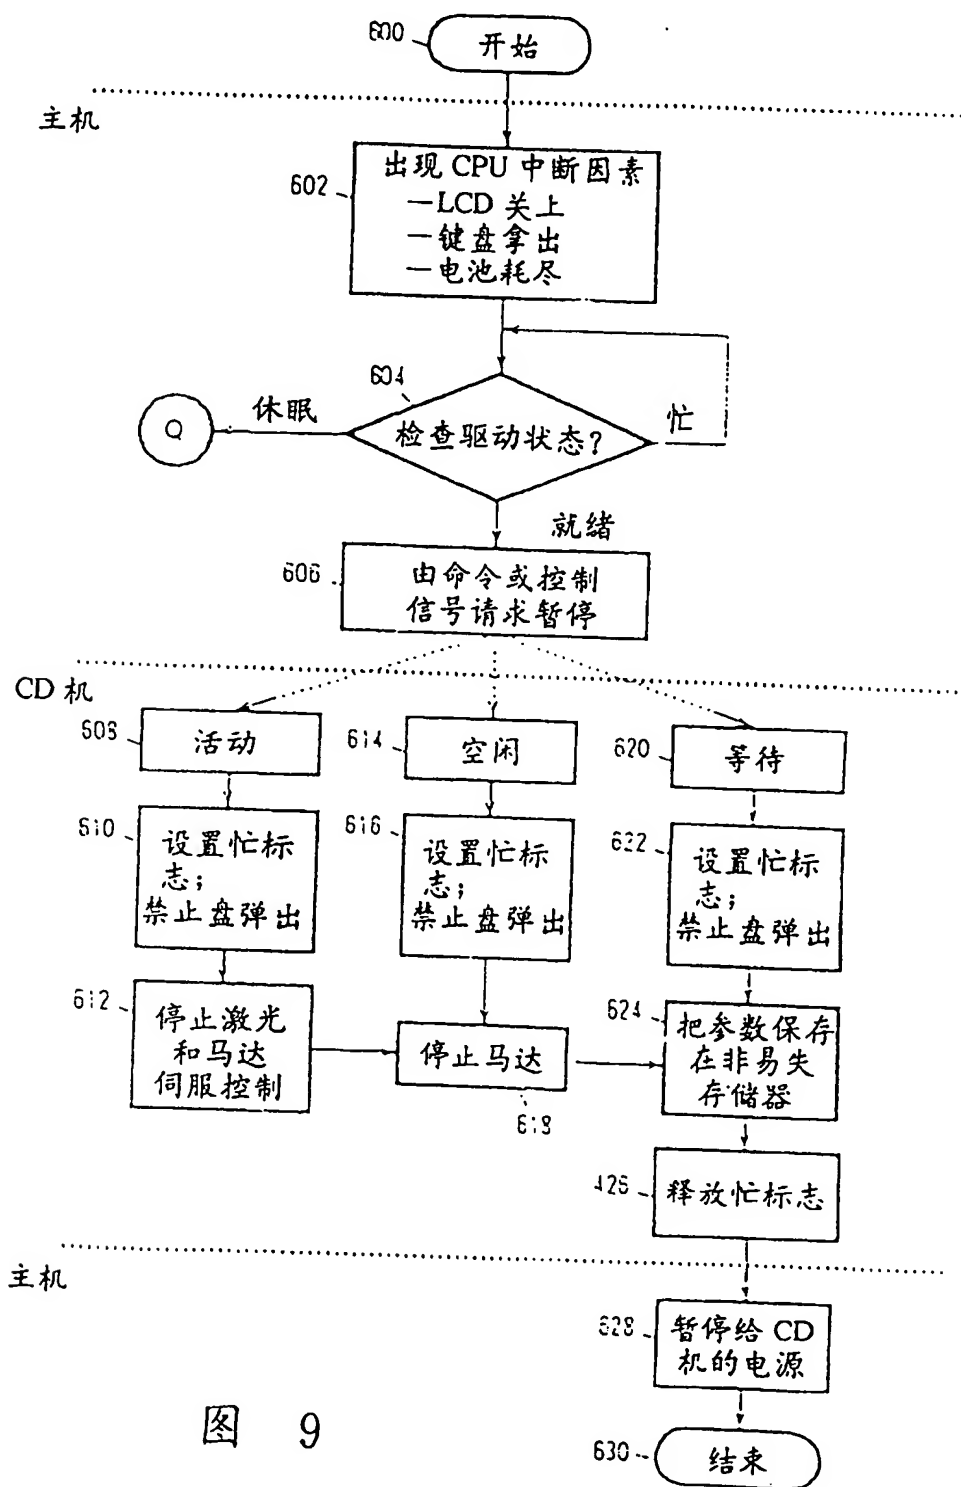 600
开始
主机
602
出现 CPU 中断因素
—LCD 关上
—键盘拿出
—电池耗尽
604
Q
休眠
检查驱动状态?
忙
就绪
606
由命令或控制
信号请求暂停
CD 机
608
活动
614
空闲
620
等待
610
设置忙标
志;
禁止盘弹出
616
设置忙标
志;
禁止盘弹出
622
设置忙标
志;
禁止盘弹出
612
停止激光
和马达
伺服控制
停止马达
618
624
把参数保存
在非易失
存储器
426
释放忙标志
主机
628
暂停给 CD
机的电源
图 9
630
结束